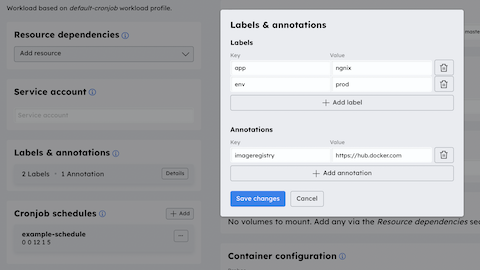 Workload based on default-cronjob workload profile.
Resource dependencies
Add resource
Service account
Service account
Labels & annotations
2 Labels · 1 Annotation
Details
Cronjob schedules
+ Add
example-schedule
0 0 12 1 5
Labels & annotations
Labels
Key Value
app ngnix
env prod
+ Add label
Annotations
Key Value
imageregistry https://hub.docker.com
+ Add annotation
Save changes
Cancel
No volumes to mount. Add any via the Resource dependencies
Container configuration